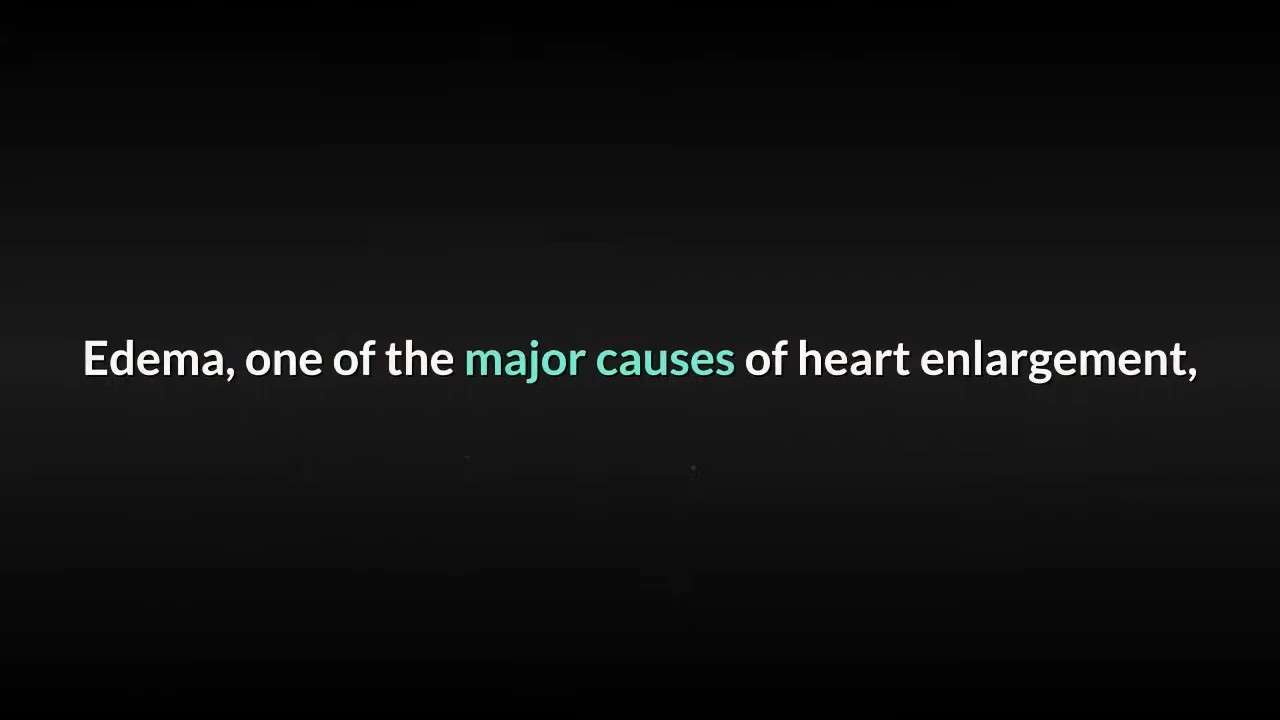 Edema, one of the major causes of heart enlargement,